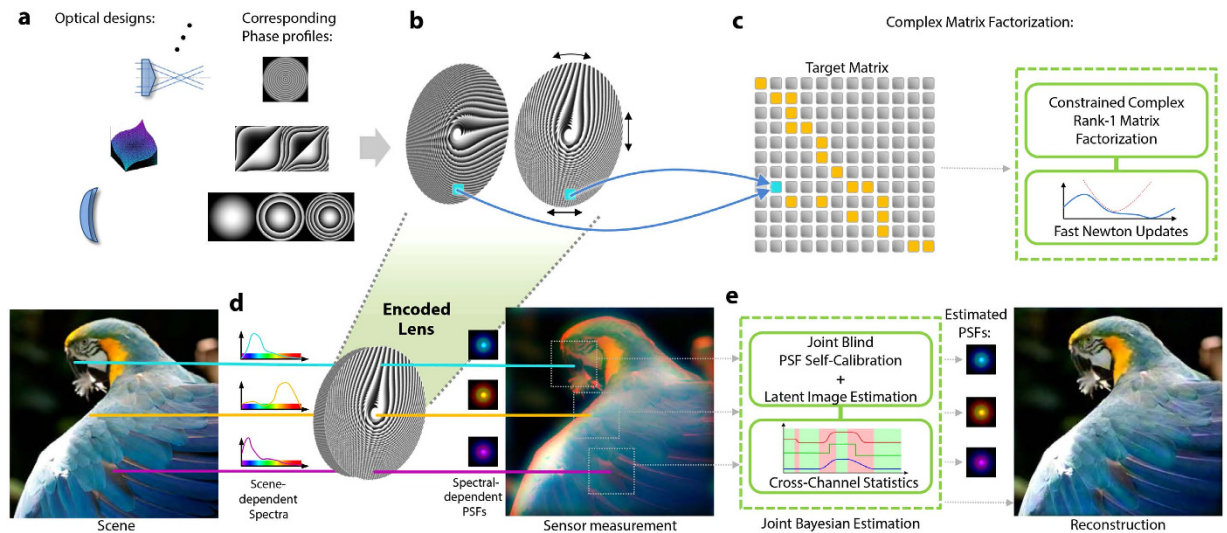 a
Optical designs:
Corresponding
Phase profiles:
b
c
Complex Matrix Factorization:
Target Matrix
Constrained Complex
Rank-1 Matrix
Factorization
Fast Newton Updates
d
Encoded
Lens
e
Estimated
PSFs:
Joint Blind
PSF Self-Calibration
+
Latent Image Estimation
Cross-Channel Statistics
Scene-
dependent
Spectra
Spectral-
dependent
PSFs
Scene
Sensor measurement
Joint Bayesian Estimation
Reconstruction